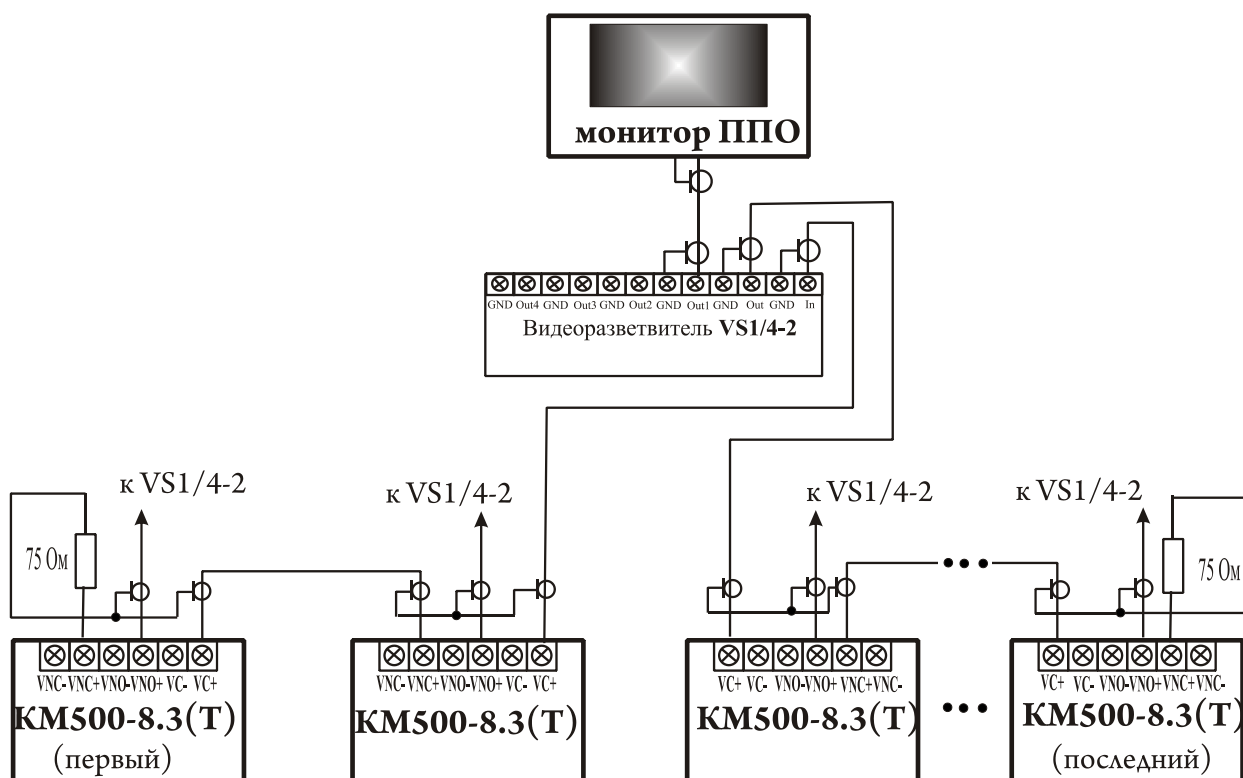 монитор ППО
GND Out4 GND Out3 GND Out2 GND Out1 GND Out GND In
Видеоразветвитель VS1/4-2
к VS1/4-2
к VS1/4-2
к VS1/4-2
к VS1/4-2
75 Ом
75 Ом
VNC- VNC+ VNO- VNO+ VC- VC+
VNC- VNC+ VNO- VNO+ VC- VC+
VC+ VC- VNO- VNO+ VNC+ VNC-
VC+ VC- VNO- VNO+ VNC+ VNC-
КМ500-8.3(Т)
(первый)
КМ500-8.3(Т)
КМ500-8.3(Т)
КМ500-8.3(Т)
(последний)